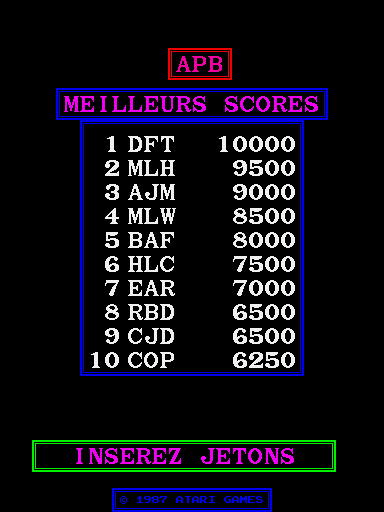 APB
MEILLEURS SCORES
1 DFT 10000
2 MLH 9500
3 AJM 9000
4 MLW 8500
5 BAF 8000
6 HLC 7500
7 EAR 7000
8 RBD 6500
9 CJD 6500
10 COP 6250
INSEREZ JETONS
© 1987 ATARI GAMES